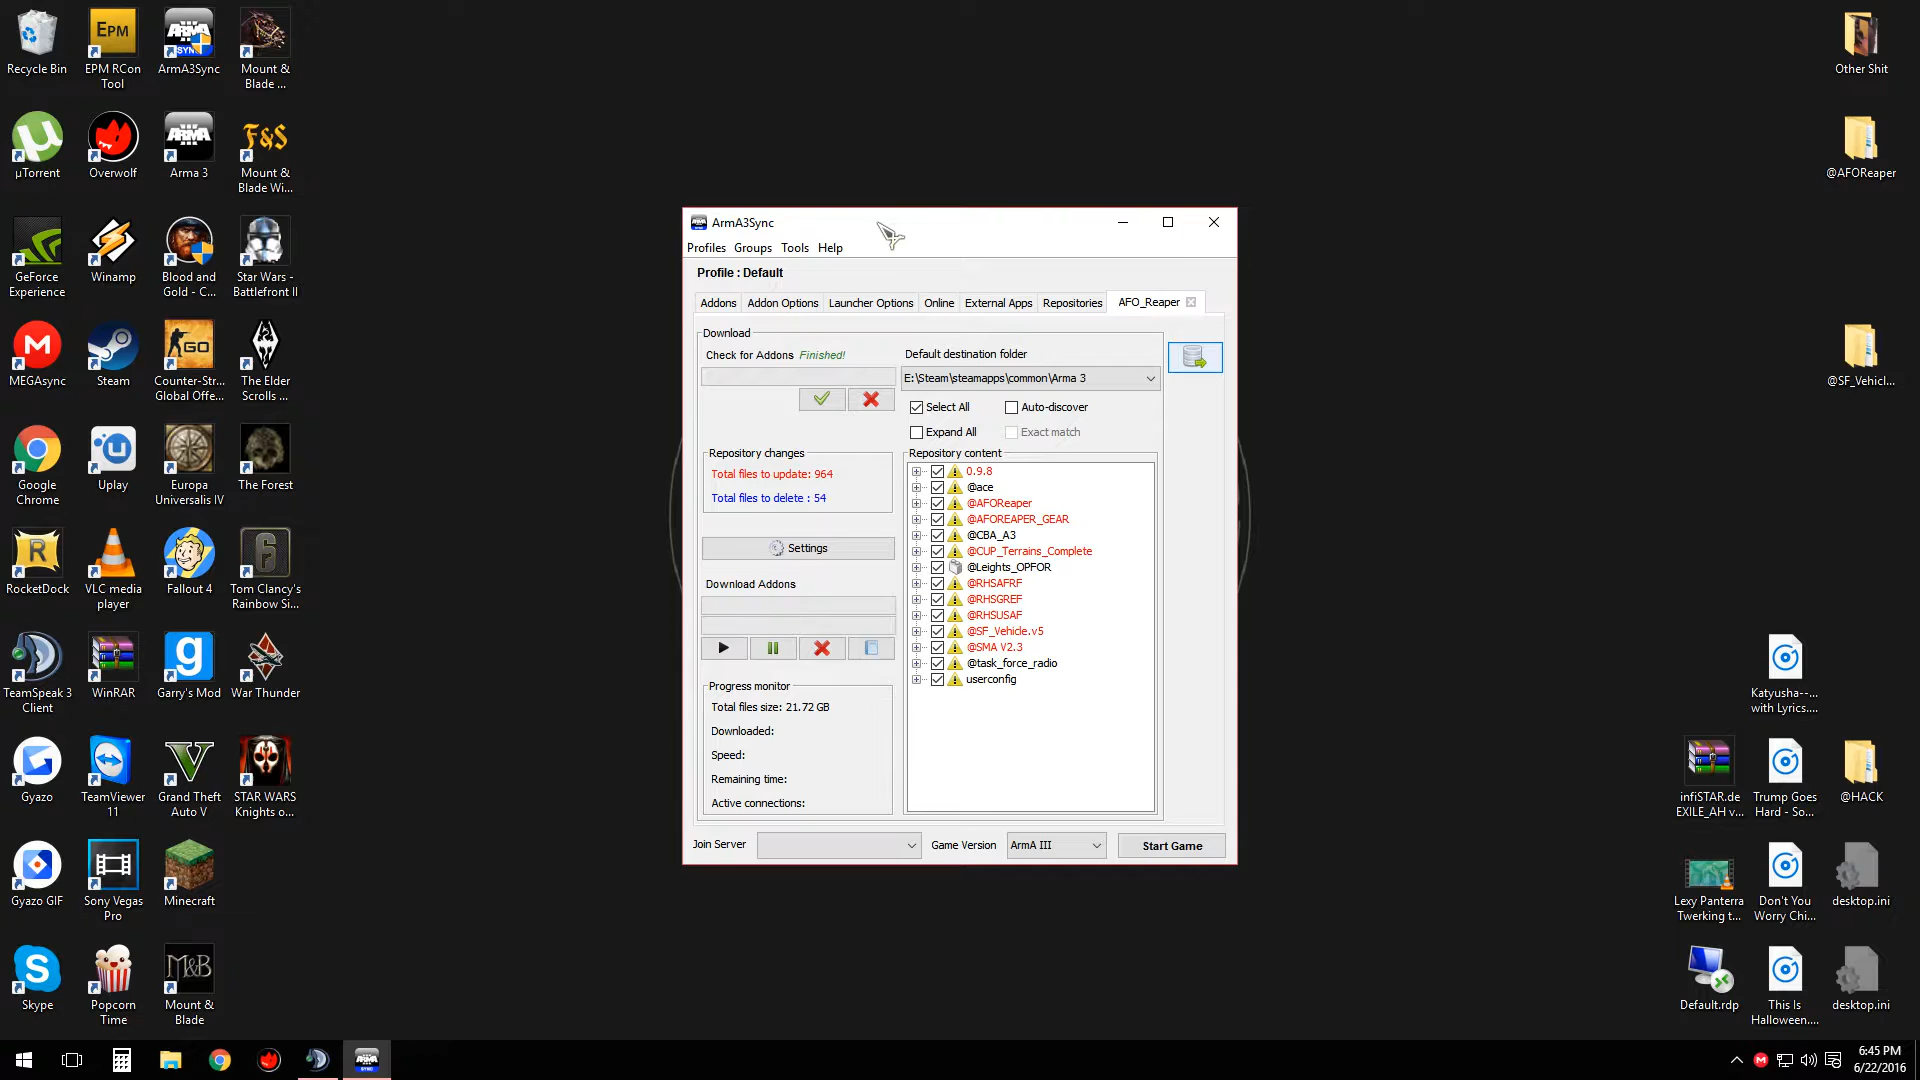 Recycle Bin
EPM RCon
Tool
ArmA3Sync
Mount &
Blade ...
µTorrent
Overwolf
Arma 3
Mount &
Blade Wi...
GeForce
Experience
Winamp
Blood and
Gold - C...
Star Wars -
Battlefront II
MEGAsync
Steam
Counter-Str...
Global Offe...
The Elder
Scrolls ...
Google
Chrome
Uplay
Europa
Universalis IV
The Forest
RocketDock
VLC media
player
Fallout 4
Tom Clancy's
Rainbow Si...
TeamSpeak 3
Client
WinRAR
Garry's Mod
War Thunder
Gyazo
TeamViewer
11
Grand Theft
Auto V
STAR WARS
Knights o...
Gyazo GIF
Sony Vegas
Pro
Minecraft
Skype
Popcorn
Time
Mount &
Blade
ArmA3Sync
Profiles Groups Tools Help
Profile : Default
Addons Addon Options Launcher Options Online External Apps Repositories AFO_Reaper
Download
Check for Addons Finished!
Default destination folder
E:\Steam\steamapps\common\Arma 3
Select All Auto-discover
Expand All Exact match
Repository changes
Total files to update: 964
Total files to delete : 54
Settings
Download Addons
Progress monitor
Total files size: 21.72 GB
Downloaded:
Speed:
Remaining time:
Active connections:
Repository content
0.9.8
@ace
@AFOReaper
@AFOREAPER_GEAR
@CBA_A3
@CUP_Terrains_Complete
@Leights_OPFOR
@RHSAFRF
@RHSGREF
@RHSUSAF
@SF_Vehicle.v5
@SMA V2.3
@task_force_radio
userconfig
Join Server Game Version ArmA III Start Game
Other Shit
@AFOReaper
@SF_Vehicl...
Katyusha--...
with Lyrics....
infiSTAR.de
EXILE_AH v...
Trump Goes
Hard - So...
@HACK
Lexy Panterra
Twerking t...
Don't You
Worry Chi...
desktop.ini
Default.rdp
This Is
Halloween....
desktop.ini
6:45 PM
6/22/2016